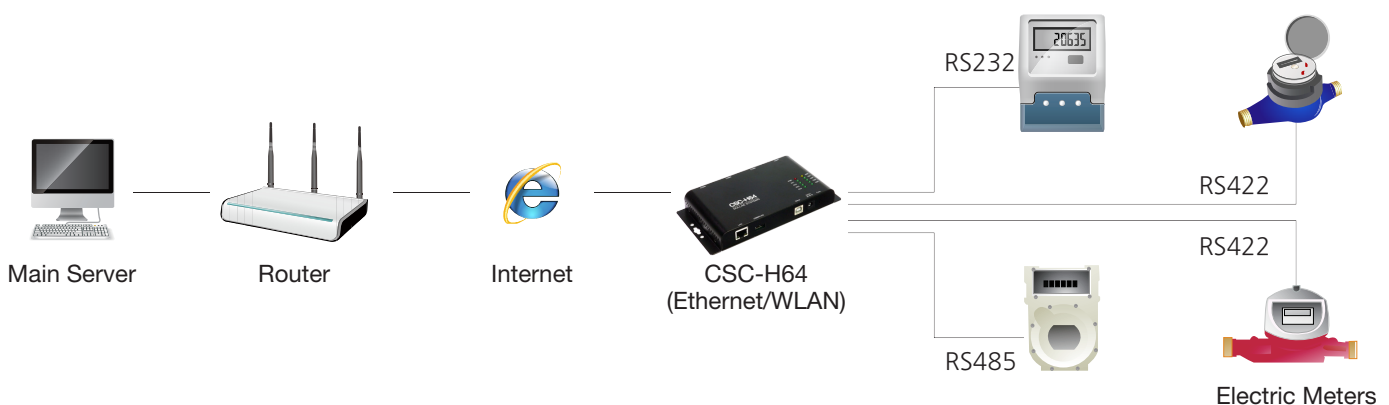 20635
RS232
RS422
CSC-H64
Main Server
Router
Internet
CSC-H64
(Ethernet/WLAN)
RS422
RS485
Electric Meters